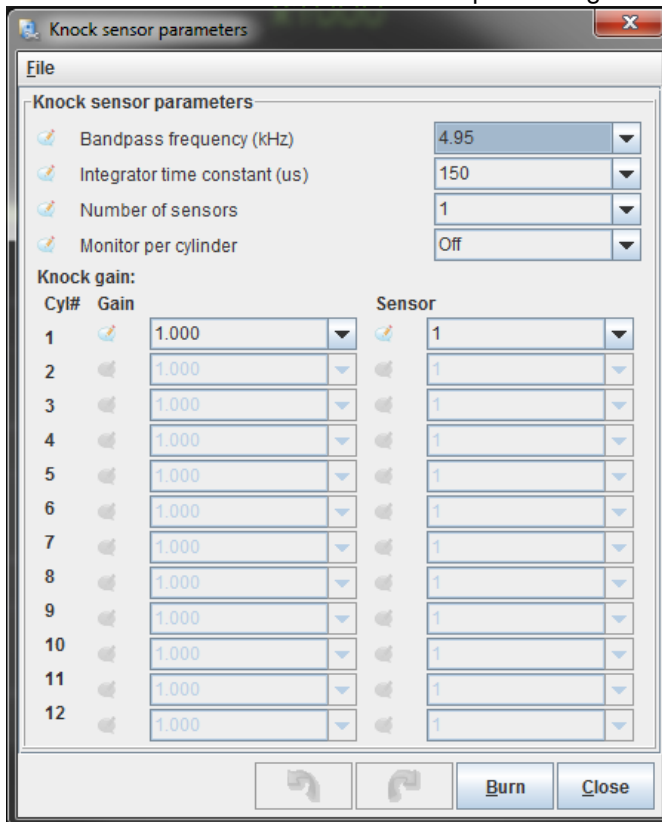 Knock sensor parameters
File
Knock sensor parameters
Bandpass frequency (kHz) 4.95
Integrator time constant (us) 150
Number of sensors 1
Monitor per cylinder Off
Knock gain:
Cyl# Gain Sensor
1 1.000 1
2 1.000 1
3 1.000 1
4 1.000 1
5 1.000 1
6 1.000 1
7 1.000 1
8 1.000 1
9 1.000 1
10 1.000 1
11 1.000 1
12 1.000 1
Burn Close